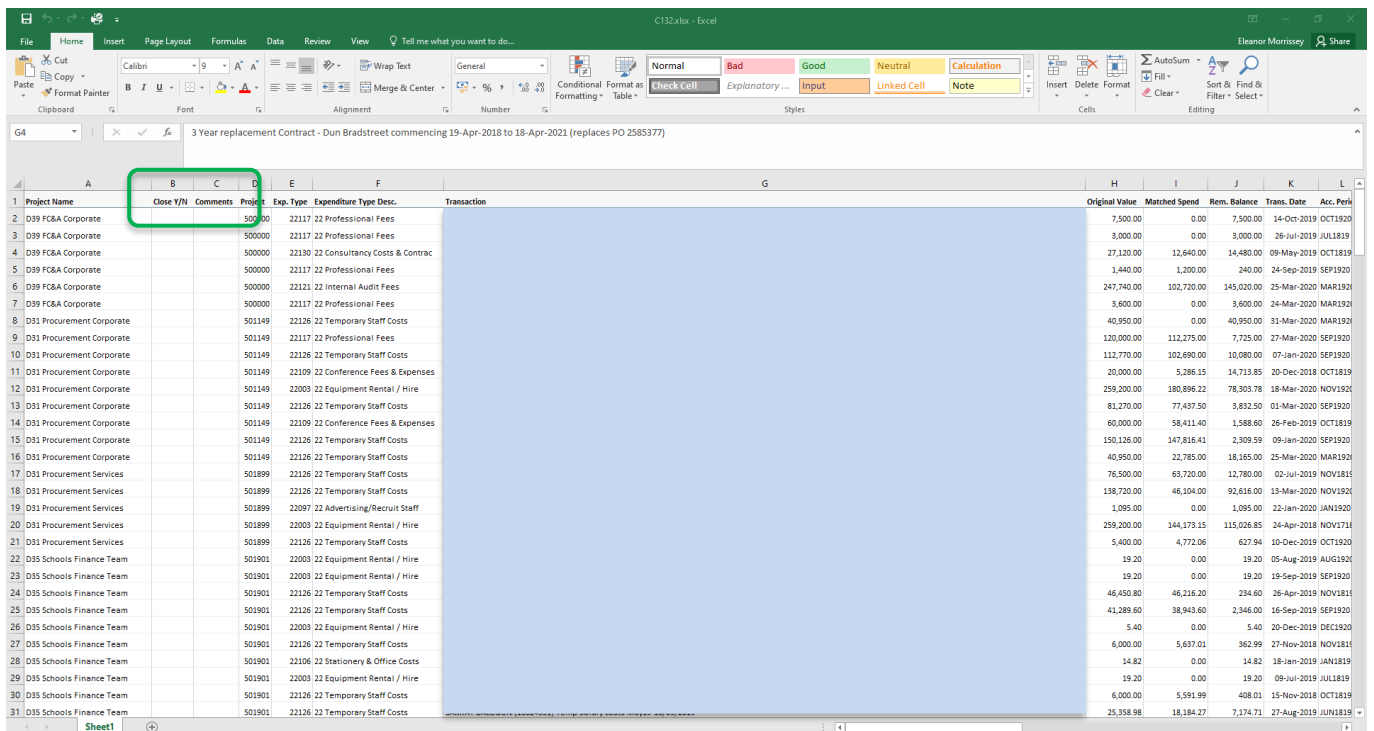 C132.xlsx - Excel
File Home Insert Page Layout Formulas Data Review View Tell me what you want to do... Eleanor Morrissey Share
Cut Calibri 9 Wrap Text General Normal Bad Good Neutral Calculation AutoSum
Copy Fill
Paste Format Painter B I U Merge & Center % Conditional Formatting Format as Table Check Cell Explanatory ... Input Linked Cell Note Insert Delete Format Clear Sort & Filter Find & Select
Clipboard Font Alignment Number Styles Cells Editing
G4 fx 3 Year replacement Contract - Dun Bradstreet commencing 19-Apr-2018 to 18-Apr-2021 (replaces PO 2585377)
A B C D E F G H I J K L
1 Project Name Close Y/N Comments Project Exp. Type Expenditure Type Desc. Transaction Original Value Matched Spend Rem. Balance Trans. Date Acc. Peri
2 D39 FC&A Corporate 500000 22117 22 Professional Fees 7,500.00 0.00 7,500.00 14-Oct-2019 OCT1920
3 D39 FC&A Corporate 500000 22117 22 Professional Fees 3,000.00 0.00 3,000.00 26-Jul-2019 JUL1819
4 D39 FC&A Corporate 500000 22130 22 Consultancy Costs & Contrac 27,120.00 12,640.00 14,480.00 09-May-2019 OCT1819
5 D39 FC&A Corporate 500000 22117 22 Professional Fees 1,440.00 1,200.00 240.00 24-Sep-2019 SEP1920
6 D39 FC&A Corporate 500000 22121 22 Internal Audit Fees 247,740.00 102,720.00 145,020.00 25-Mar-2020 MAR192
7 D39 FC&A Corporate 500000 22117 22 Professional Fees 3,600.00 0.00 3,600.00 24-Mar-2020 MAR192
8 D31 Procurement Corporate 501149 22126 22 Temporary Staff Costs 40,950.00 0.00 40,950.00 31-Mar-2020 MAR192
9 D31 Procurement Corporate 501149 22117 22 Professional Fees 120,000.00 112,275.00 7,725.00 27-Mar-2020 SEP1920
10 D31 Procurement Corporate 501149 22126 22 Temporary Staff Costs 112,770.00 102,690.00 10,080.00 07-Jan-2020 SEP1920
11 D31 Procurement Corporate 501149 22109 22 Conference Fees & Expenses 20,000.00 5,286.15 14,713.85 20-Dec-2018 OCT1819
12 D31 Procurement Corporate 501149 22003 22 Equipment Rental / Hire 259,200.00 180,896.22 78,303.78 18-Mar-2020 NOV192
13 D31 Procurement Corporate 501149 22126 22 Temporary Staff Costs 81,270.00 77,437.50 3,832.50 01-Mar-2020 SEP1920
14 D31 Procurement Corporate 501149 22109 22 Conference Fees & Expenses 60,000.00 58,411.40 1,588.60 26-Feb-2019 OCT1819
15 D31 Procurement Corporate 501149 22126 22 Temporary Staff Costs 150,126.00 147,816.41 2,309.59 09-Jan-2020 SEP1920
16 D31 Procurement Corporate 501149 22126 22 Temporary Staff Costs 40,950.00 22,785.00 18,165.00 25-Mar-2020 MAR192
17 D31 Procurement Services 501899 22126 22 Temporary Staff Costs 76,500.00 63,720.00 12,780.00 02-Jul-2019 NOV1819
18 D31 Procurement Services 501899 22126 22 Temporary Staff Costs 138,720.00 46,104.00 92,616.00 13-Mar-2020 NOV192
19 D31 Procurement Services 501899 22097 22 Advertising/Recruit Staff 1,095.00 0.00 1,095.00 22-Jan-2020 JAN1920
20 D31 Procurement Services 501899 22003 22 Equipment Rental / Hire 259,200.00 144,173.15 115,026.85 24-Apr-2018 NOV1718
21 D31 Procurement Services 501899 22126 22 Temporary Staff Costs 5,400.00 4,772.06 627.94 10-Dec-2019 OCT1920
22 D35 Schools Finance Team 501901 22003 22 Equipment Rental / Hire 19.20 0.00 19.20 05-Aug-2019 AUG192
23 D35 Schools Finance Team 501901 22003 22 Equipment Rental / Hire 19.20 0.00 19.20 19-Sep-2019 SEP1920
24 D35 Schools Finance Team 501901 22126 22 Temporary Staff Costs 46,450.80 46,216.20 234.60 26-Apr-2019 NOV1819
25 D35 Schools Finance Team 501901 22126 22 Temporary Staff Costs 41,289.60 38,943.60 2,346.00 16-Sep-2019 SEP1920
26 D35 Schools Finance Team 501901 22003 22 Equipment Rental / Hire 5.40 0.00 5.40 20-Dec-2019 DEC1920
27 D35 Schools Finance Team 501901 22126 22 Temporary Staff Costs 6,000.00 5,637.01 362.99 27-Nov-2018 NOV1819
28 D35 Schools Finance Team 501901 22106 22 Stationery & Office Costs 14.82 0.00 14.82 18-Jan-2019 JAN1819
29 D35 Schools Finance Team 501901 22003 22 Equipment Rental / Hire 19.20 0.00 19.20 09-Jul-2019 JUL1819
30 D35 Schools Finance Team 501901 22126 22 Temporary Staff Costs 6,000.00 5,591.99 408.01 15-Nov-2018 OCT1819
31 D35 Schools Finance Team 501901 22126 22 Temporary Staff Costs 25,358.98 18,184.27 7,174.71 27-Aug-2019 JUN1819
Sheet1